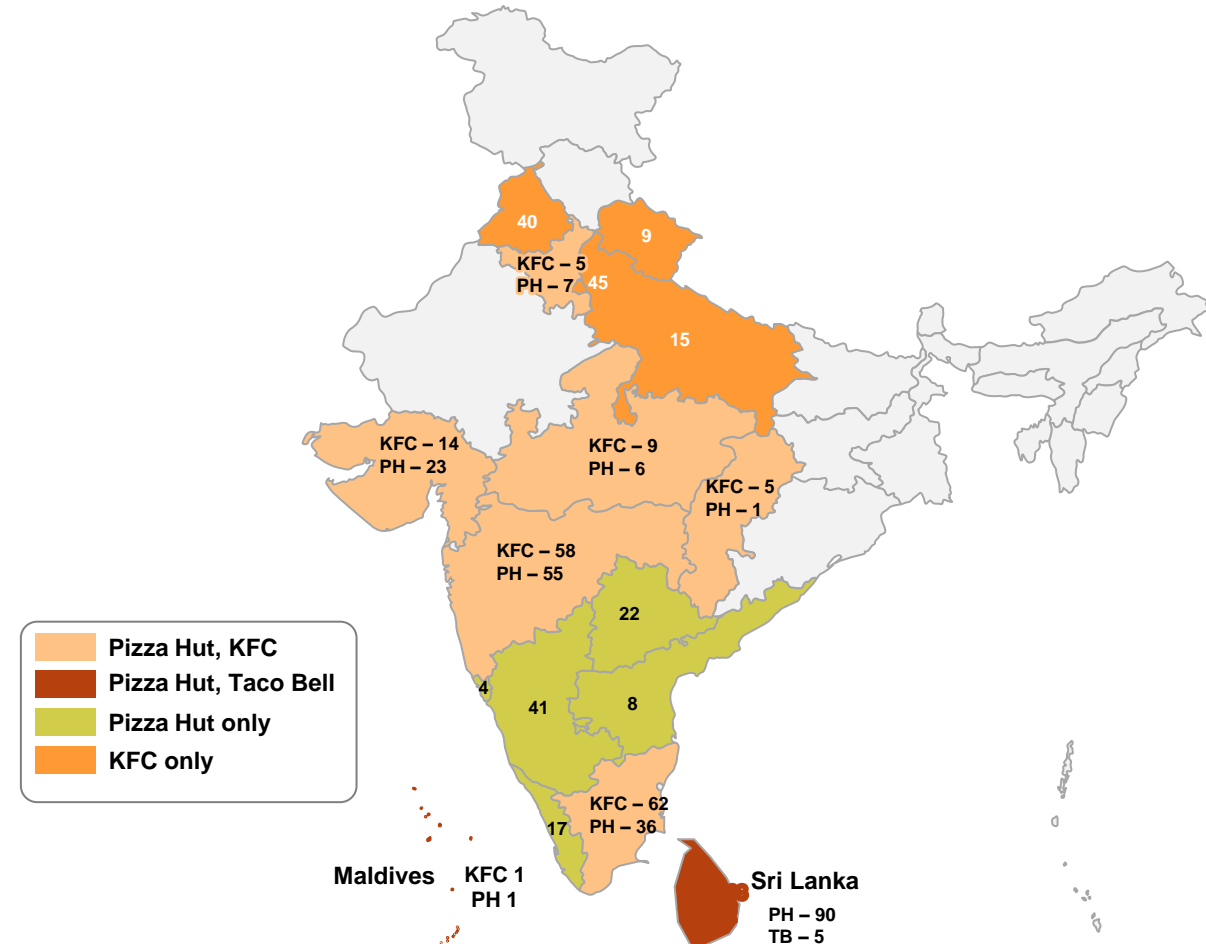 40
9
KFC – 5
PH – 7
45
15
KFC – 14
PH – 23
KFC – 9
PH – 6
KFC – 5
PH – 1
KFC – 58
PH – 55
22
4
41
8
KFC – 62
PH – 36
17
Pizza Hut, KFC
Pizza Hut, Taco Bell
Pizza Hut only
KFC only
Maldives
KFC 1
PH 1
Sri Lanka
PH – 90
TB – 5